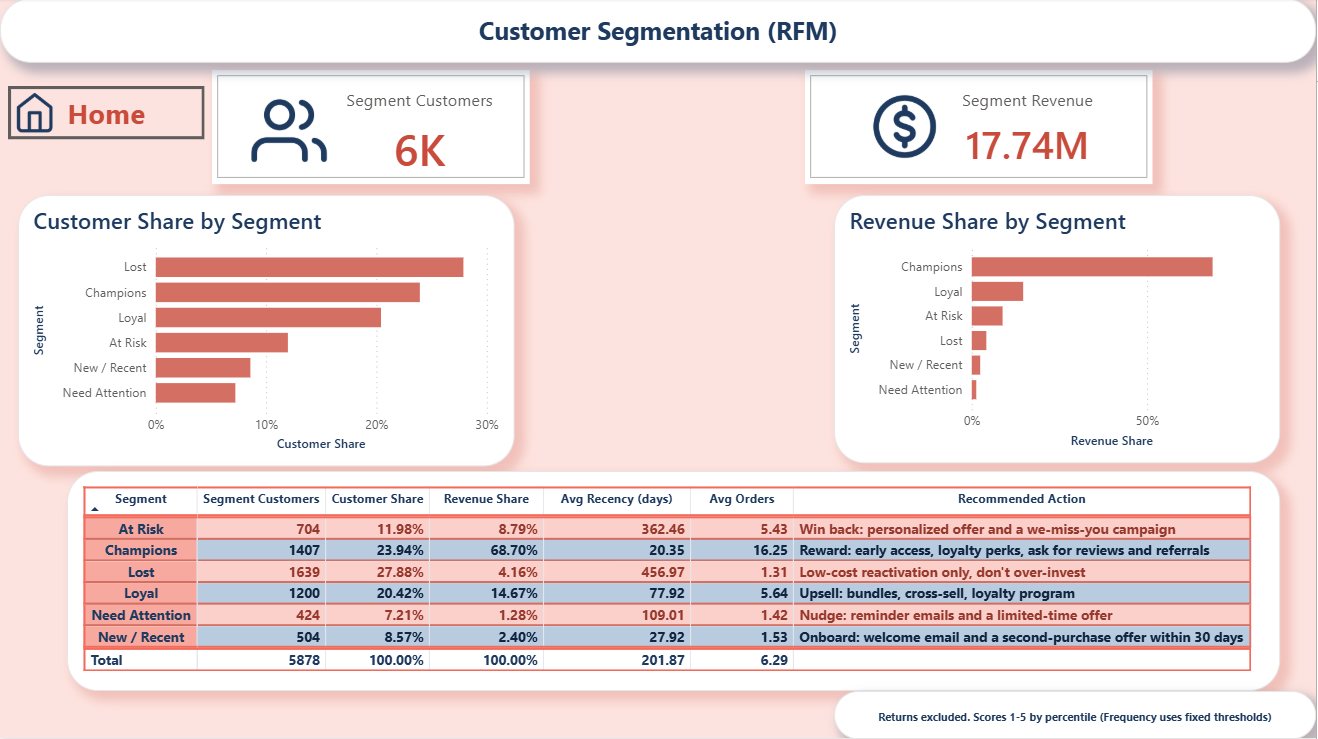 Customer Segmentation (RFM)
Home
Segment Customers
6K
Segment Revenue
17.74M
Customer Share by Segment
Segment
Lost
Champions
Loyal
At Risk
New / Recent
Need Attention
0% 10% 20% 30%
Customer Share
Revenue Share by Segment
Segment
Champions
Loyal
At Risk
Lost
New / Recent
Need Attention
0% 50%
Revenue Share
Segment Segment Customers Customer Share Revenue Share Avg Recency (days) Avg Orders Recommended Action
At Risk 704 11.98% 8.79% 362.46 5.43 Win back: personalized offer and a we-miss-you campaign
Champions 1407 23.94% 68.70% 20.35 16.25 Reward: early access, loyalty perks, ask for reviews and referrals
Lost 1639 27.88% 4.16% 456.97 1.31 Low-cost reactivation only, don't over-invest
Loyal 1200 20.42% 14.67% 77.92 5.64 Upsell: bundles, cross-sell, loyalty program
Need Attention 424 7.21% 1.28% 109.01 1.42 Nudge: reminder emails and a limited-time offer
New / Recent 504 8.57% 2.40% 27.92 1.53 Onboard: welcome email and a second-purchase offer within 30 days
Total 5878 100.00% 100.00% 201.87 6.29
Returns excluded. Scores 1-5 by percentile (Frequency uses fixed thresholds)